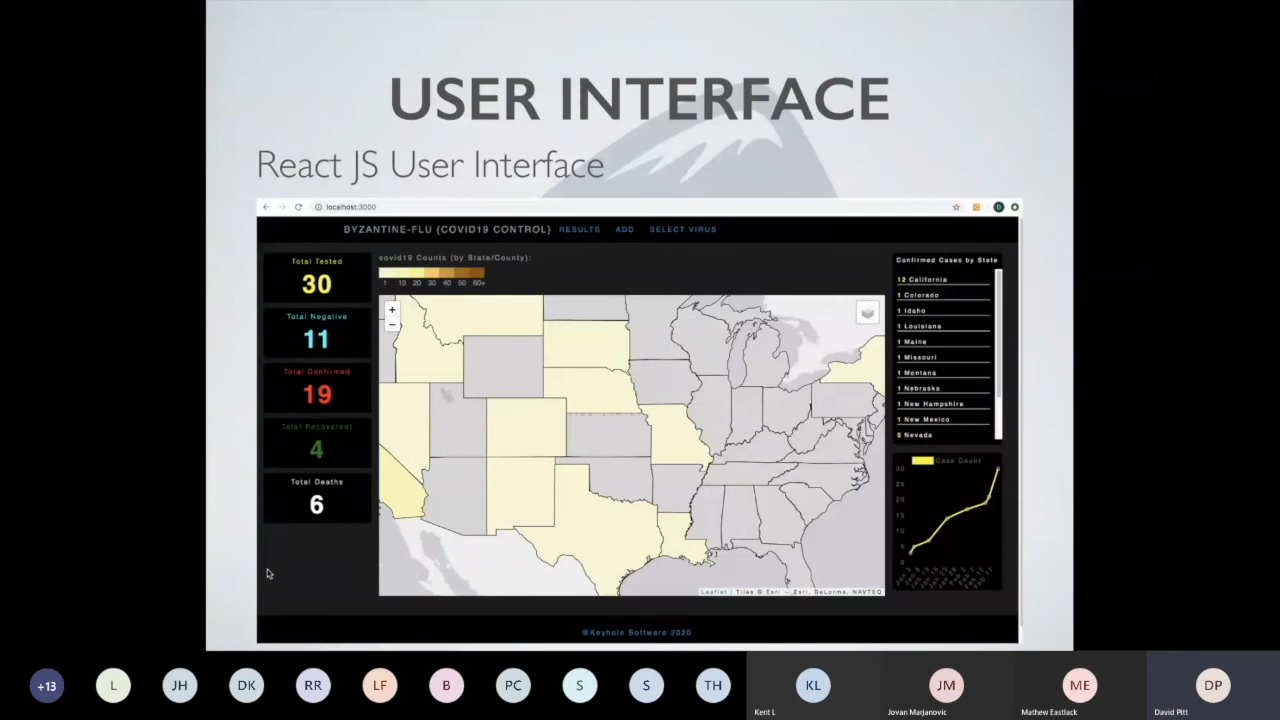 USER INTERFACE
React JS User Interface
localhost:3000
BYZANTINE-FLU {COVID19 CONTROL} RESULTS ADD SELECT VIRUS
Total Tested
30
Total Negative
11
Total Confirmed
19
Total Recovered!
4
Total Deaths
6
covid19 Counts (by State/County):
1 10 20 30 40 50 60+
+
−
Leaflet | Tiles © Esri — Esri, DeLorme, NAVTEQ
Confirmed Cases by State
12 California
1 Colorado
1 Idaho
1 Louisiana
1 Maine
1 Missouri
1 Montana
1 Nebraska
1 New Hampshire
1 New Mexico
5 Nevada
Case Count
30
25
20
15
10
5
0
@Keyhole Software 2020
+13 L JH DK RR LF B PC S S TH KL JM ME DP
Kent L Jovan Marjanovic Mathew Eastlack David Pitt